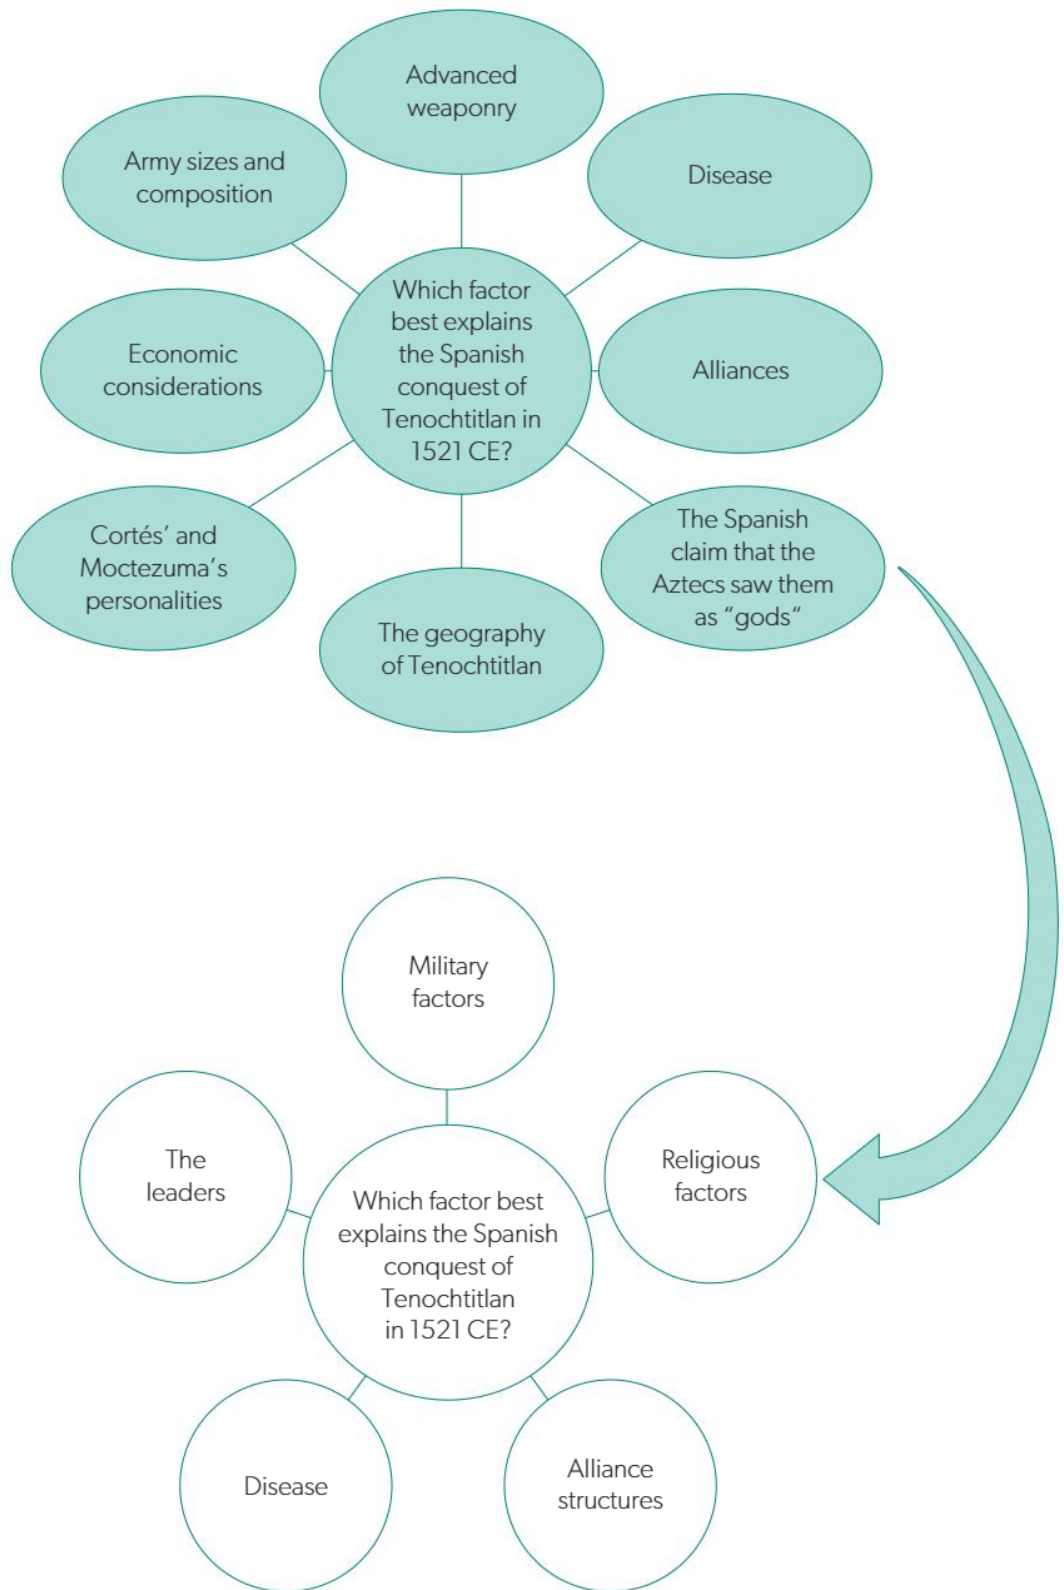 Advanced
weaponry
Army sizes and
composition
Disease
Which factor
best explains
the Spanish
conquest of
Tenochtitlan in
1521 CE?
Economic
considerations
Alliances
Cortés’ and
Moctezuma’s
personalities
The geography
of Tenochtitlan
The Spanish
claim that the
Aztecs saw them
as “gods“
Military
factors
The
leaders
Religious
factors
Which factor best
explains the Spanish
conquest of
Tenochtitlan
in 1521 CE?
Disease
Alliance
structures